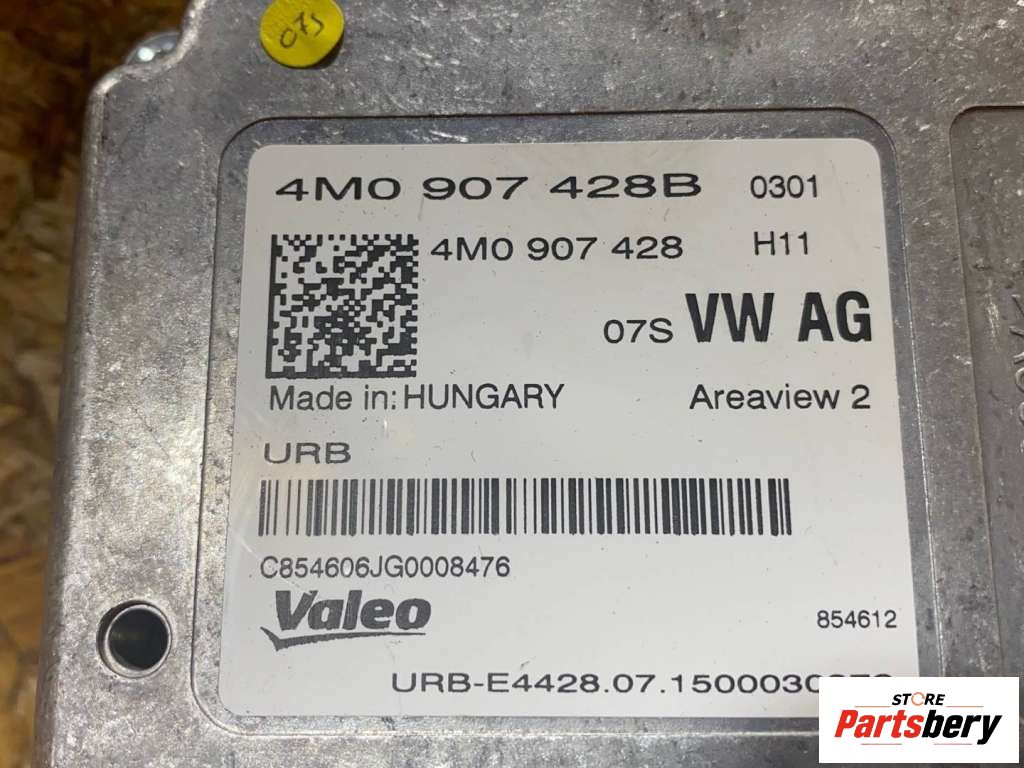 07S
4M0 907 428B 0301
4M0 907 428 H11
07S VW AG
Made in: HUNGARY Areaview 2
URB
C854606JG0008476
Valeo
854612
STORE
Partsbery